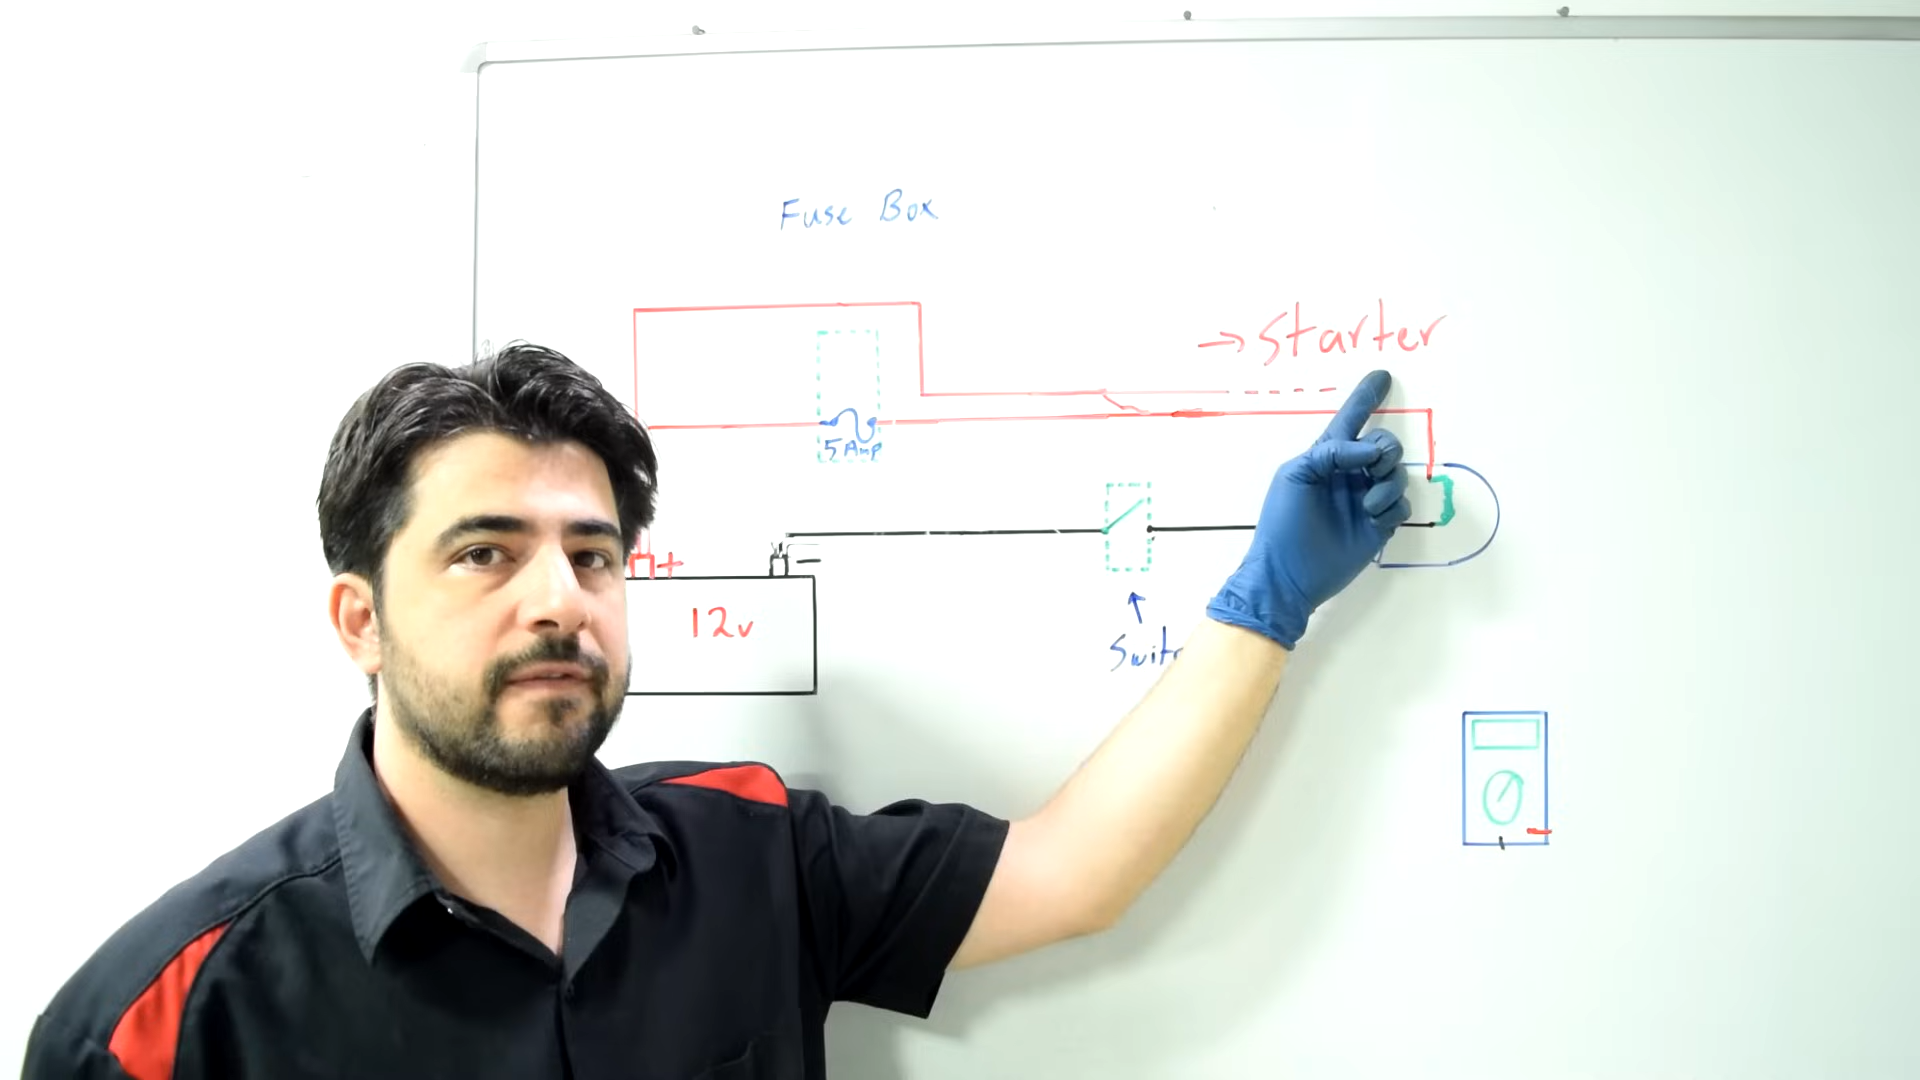 Fuse Box
→ Starter
5 Amp
+
-
12v